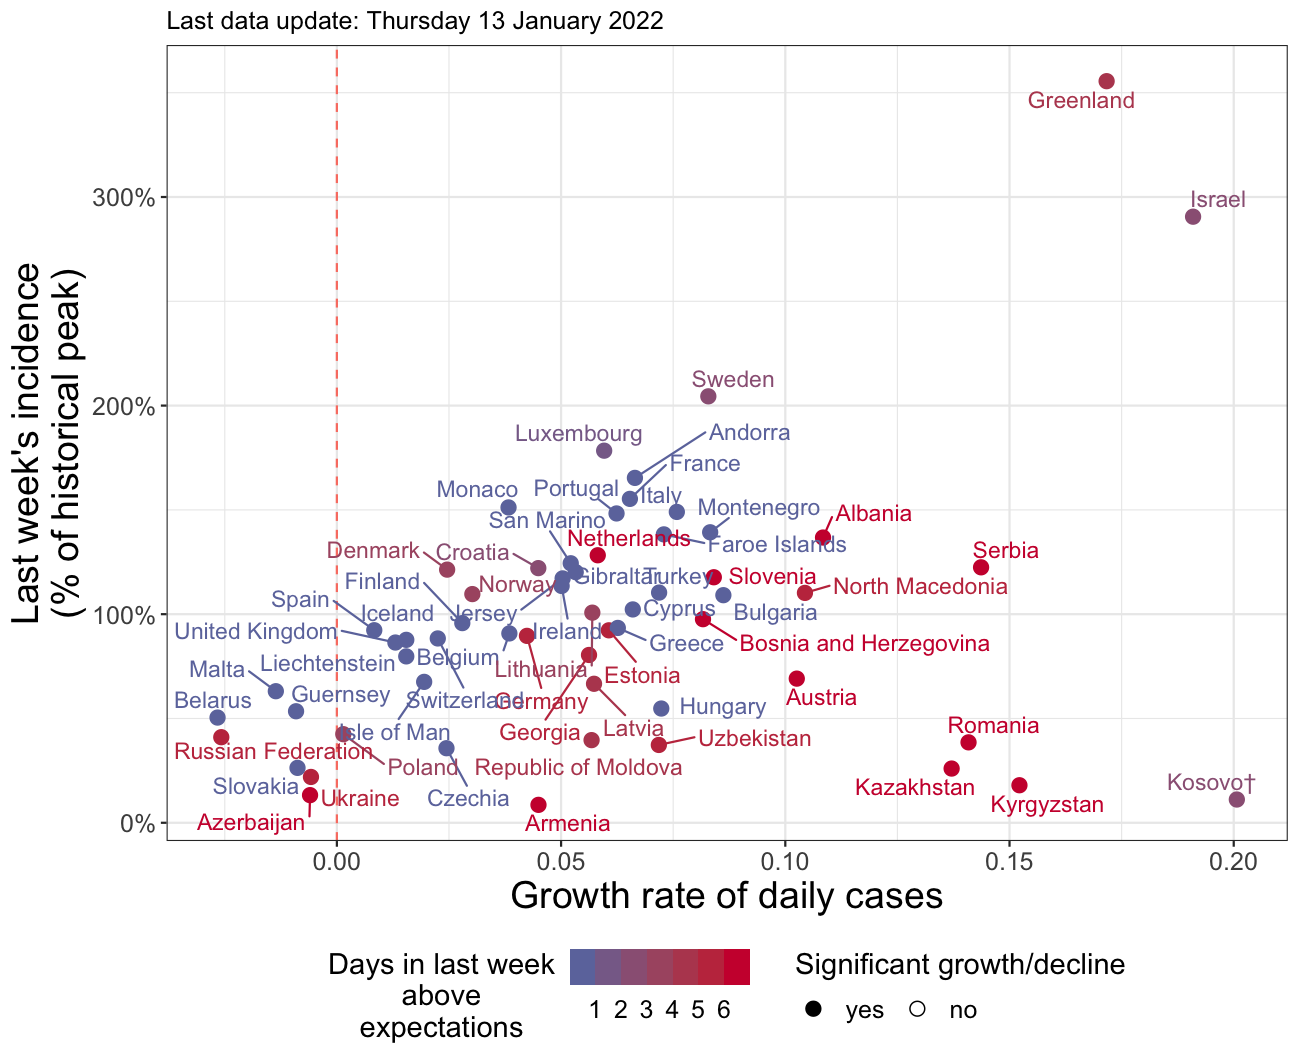 Last data update: Thursday 13 January 2022
Greenland
Israel
300%
Sweden
200%
Luxembourg
Andorra
France
Monaco
Portugal
Italy
Montenegro
Albania
San Marino
Netherlands
Faroe Islands
Denmark
Croatia
Serbia
Finland
Norway
Gibraltar
Turkey
Slovenia
North Macedonia
Spain
Iceland
Jersey
Cyprus
Bulgaria
100%
United Kingdom
Ireland
Greece
Bosnia and Herzegovina
Liechtenstein
Belgium
Malta
Lithuania
Estonia
Belarus
Guernsey
Switzerland
Germany
Austria
Hungary
Isle of Man
Georgia
Latvia
Uzbekistan
Romania
Russian Federation
Poland
Republic of Moldova
Slovakia
Ukraine
Czechia
Kazakhstan
Kosovo†
Kyrgyzstan
Azerbaijan
Armenia
0%
0.00 0.05 0.10 0.15 0.20
Growth rate of daily cases
Last week's incidence
(% of historical peak)
Days in last week
above
expectations
1 2 3 4 5 6
Significant growth/decline
yes no